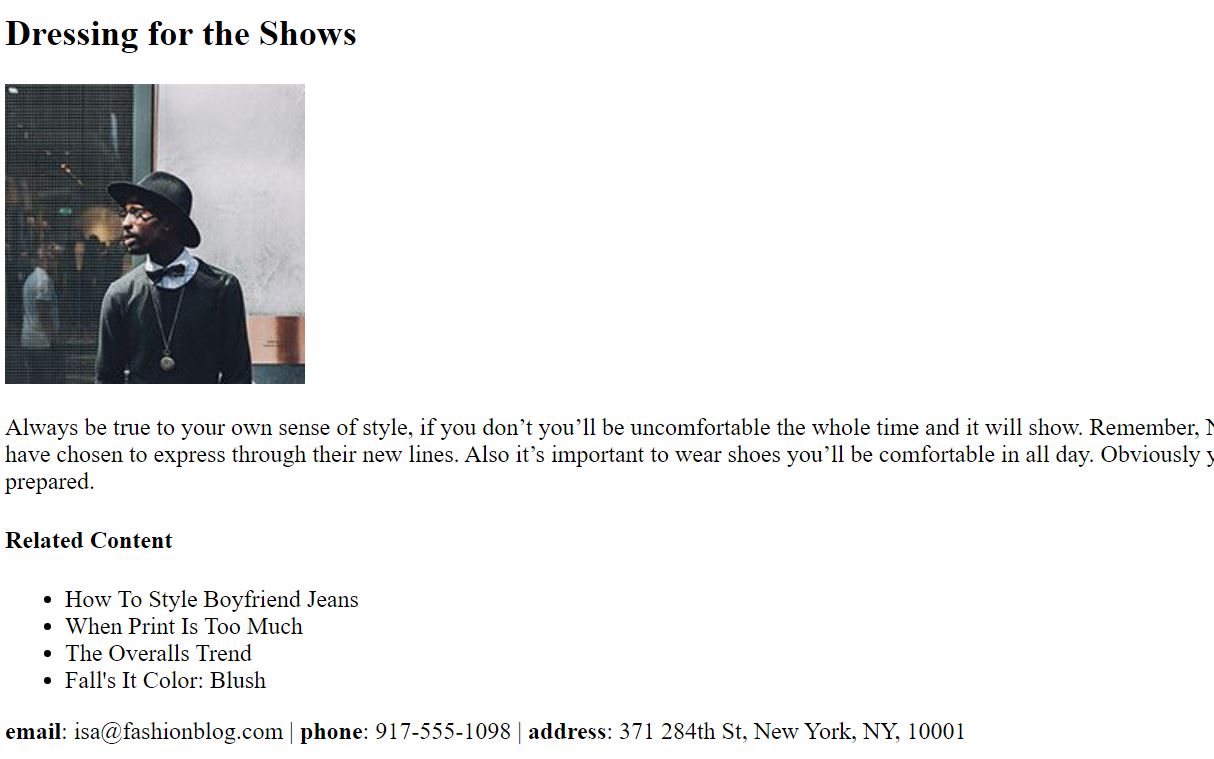 Dressing for the Shows
Always be true to your own sense of style, if you don’t you’ll be uncomfortable the whole time and it will show. Remember,
have chosen to express through their new lines. Also it’s important to wear shoes you’ll be comfortable in all day. Obviously
prepared.
Related Content
• How To Style Boyfriend Jeans
• When Print Is Too Much
• The Overalls Trend
• Fall's It Color: Blush
email: isa@fashionblog.com | phone: 917-555-1098 | address: 371 284th St, New York, NY, 10001